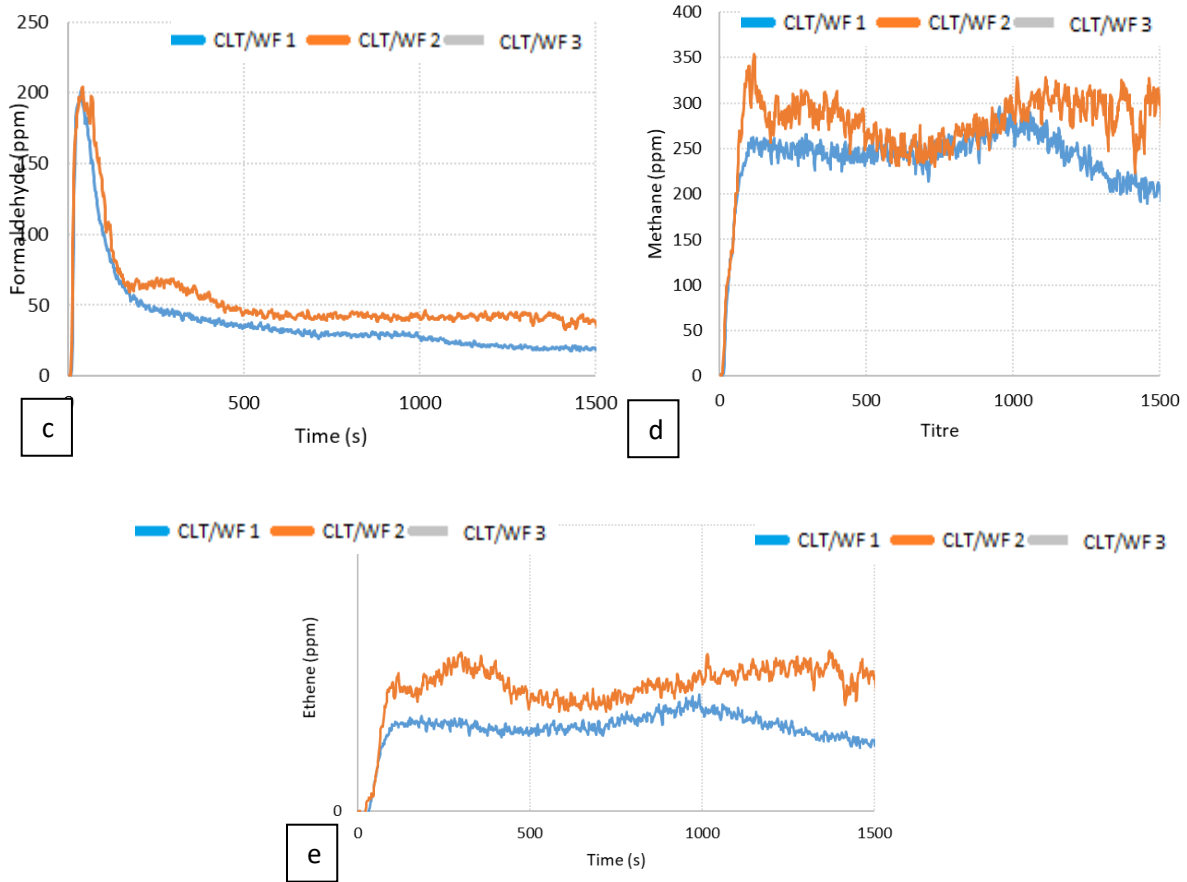 250
CLT/WF 1 CLT/WF 2 CLT/WF 3
200
150
100
50
0
Formaldehyde (ppm)
500 1000 1500
Time (s)
c
400
CLT/WF 1 CLT/WF 2 CLT/WF 3
350
300
250
200
150
100
50
0
Methane (ppm)
0 500 1000 1500
Titre
d
CLT/WF 1 CLT/WF 2 CLT/WF 3
CLT/WF 1 CLT/WF 2 CLT/WF 3
Ethene (ppm)
0
0 500 1000 1500
Time (s)
e